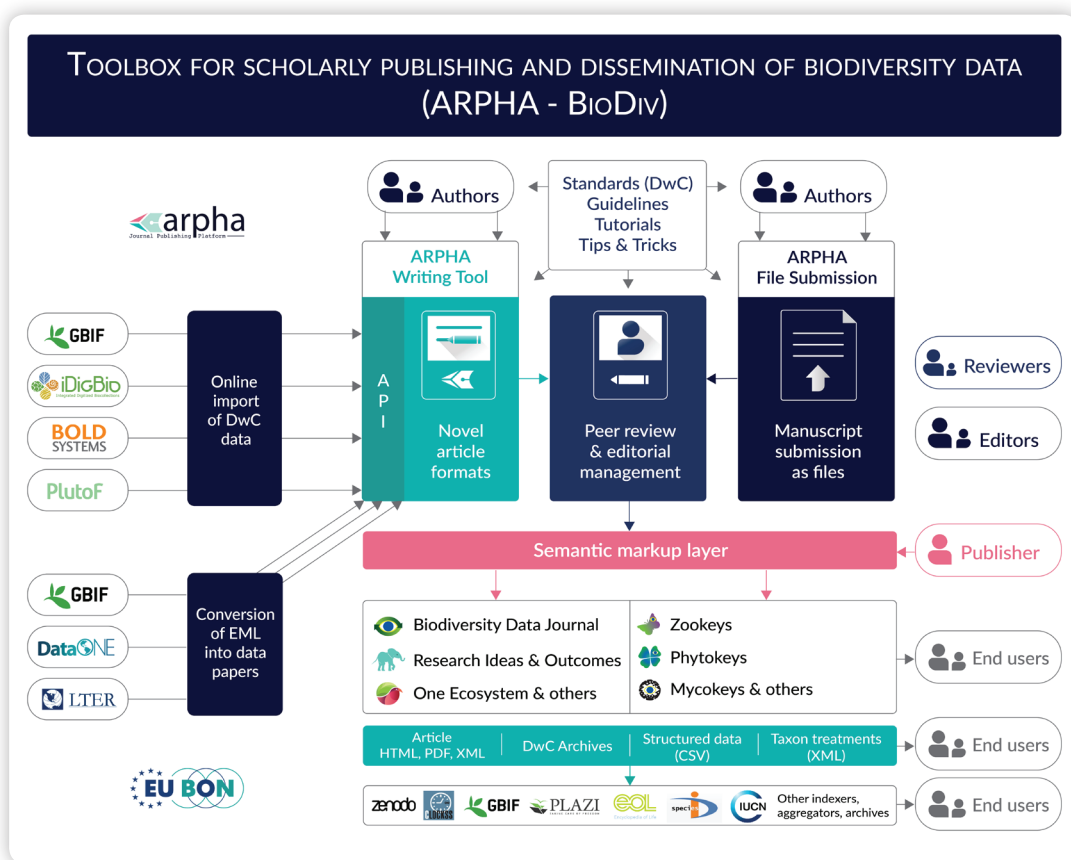 TOOLBOX FOR SCHOLARLY PUBLISHING AND DISSEMINATION OF BIODIVERSITY DATA
(ARPHA - BIODIV)
arpha
Journal Publishing Platform
Authors
Standards (DwC)
Guidelines
Tutorials
Tips & Tricks
Authors
ARPHA
Writing Tool
ARPHA
File Submission
GBIF
iDigBio
BOLD
SYSTEMS
PlutoF
Online
import
of DwC
data
A
P
I
Novel
article
formats
Peer review
& editorial
management
Manuscript
submission
as files
Reviewers
Editors
Semantic markup layer
Publisher
GBIF
DataONE
LTER
Conversion
of EML
into data
papers
Biodiversity Data Journal
Research Ideas & Outcomes
One Ecosystem & others
Zookeys
Phytokeys
Mycokeys & others
End users
Article
HTML, PDF, XML
DwC Archives
Structured data
(CSV)
Taxon treatments
(XML)
End users
EU BON
zenodo
LOCKSS
GBIF
PLAZI
eol
Encyclopedia of Life
IUCN
Other indexers,
aggregators, archives
End users